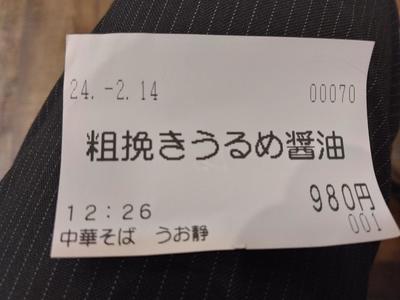 24.-2.14 00070
粗挽きうるめ醤油
980円
12:26 001
中華そば うお静